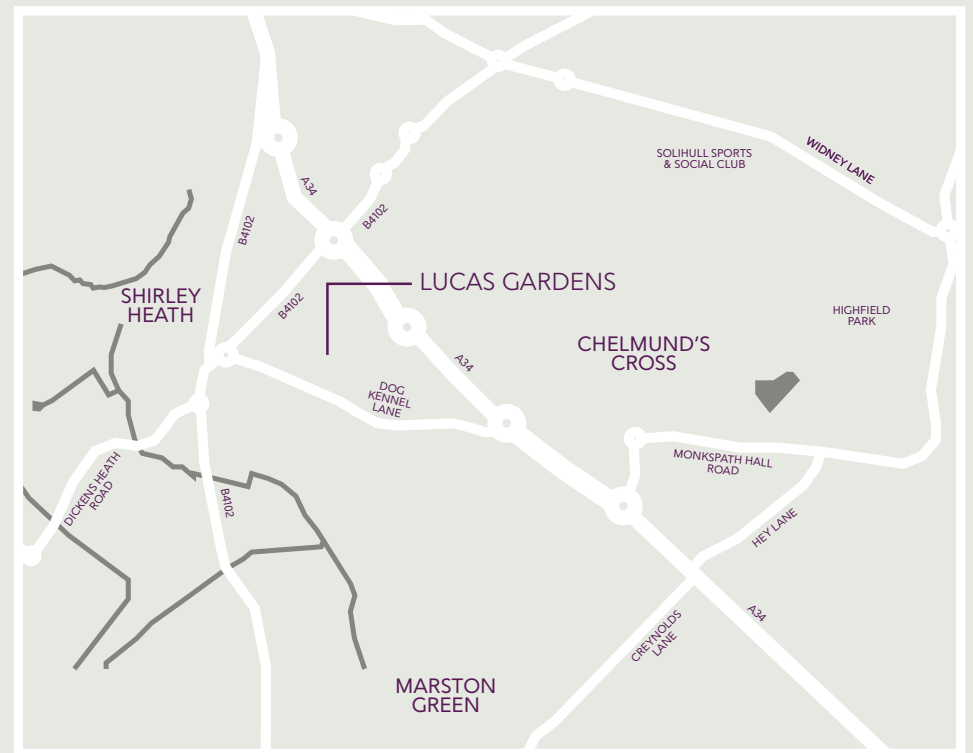 WIDNEY LANE
SOLIHULL SPORTS
& SOCIAL CLUB
A34
B4102
B4102
LUCAS GARDENS
SHIRLEY
HEATH
B4102
HIGHFIELD
PARK
CHELMUND'S
CROSS
A34
DOG
KENNEL
LANE
MONKSPATH HALL
ROAD
DICKENS HEATH
ROAD
B4102
HEY LANE
A34
CREYNOLDS
LANE
MARSTON
GREEN